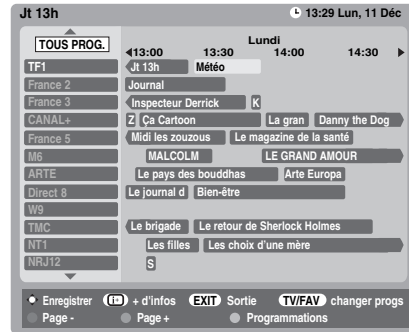 Jt 13h 13:29 Lun, 11 Déc
TOUS PROG. Lundi
13:00 13:30 14:00 14:30
TF1 Jt 13h Météo
France 2 Journal
France 3 Inspecteur Derrick K
CANAL+ Z Ça Cartoon La gran Danny the Dog
France 5 Midi les zouzous Le magazine de la santé
M6 MALCOLM LE GRAND AMOUR
ARTE Le pays des bouddhas Arte Europa
Direct 8 Le journal d Bien-être
W9
TMC Le brigade Le retour de Sherlock Holmes
NT1 Les filles Les choix d'une mère
NRJ12 S
Enregistrer i+ + d'infos EXIT Sortie TV/FAV changer progs
Page - Page + Programmations